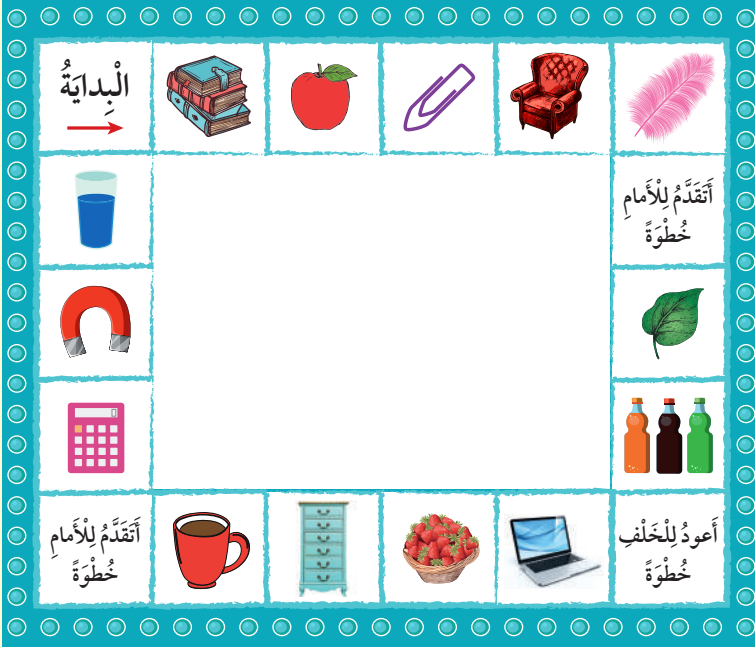 الْبِدايَةُ
أَتَقَدَّمُ لِلْأَمامِ
خُطْوَةً
أَعودُ لِلْخَلْفِ
خُطْوَةً
أَتَقَدَّمُ لِلْأَمامِ
خُطْوَةً